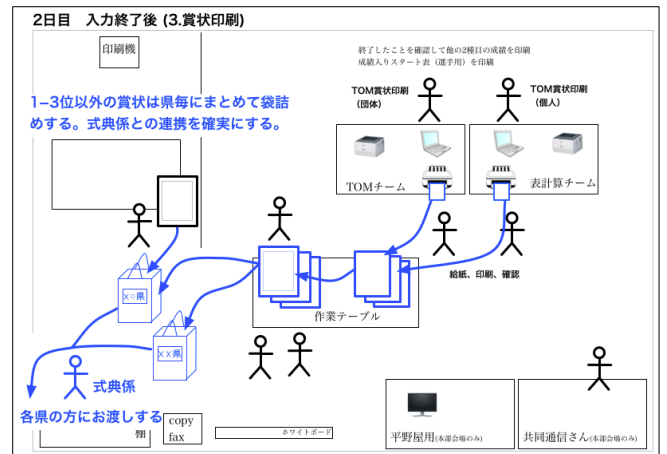 2日目　入力終了後 (3.賞状印刷)
印刷機
終了したことを確認して他の2種目の成績を印刷
成績入りスタート表（選手用）を印刷
1−3位以外の賞状は県毎にまとめて袋詰
めする。式典係との連携を確実にする。
TOM賞状印刷
（団体）
TOM賞状印刷
（個人）
TOMチーム
表計算チーム
給紙、印刷、確認
作業テーブル
X○県
XX県
式典係
各県の方にお渡しする
棚
copy
fax
ホワイトボード
平野屋用(本部会場のみ)
共同通信さん(本部会場のみ)